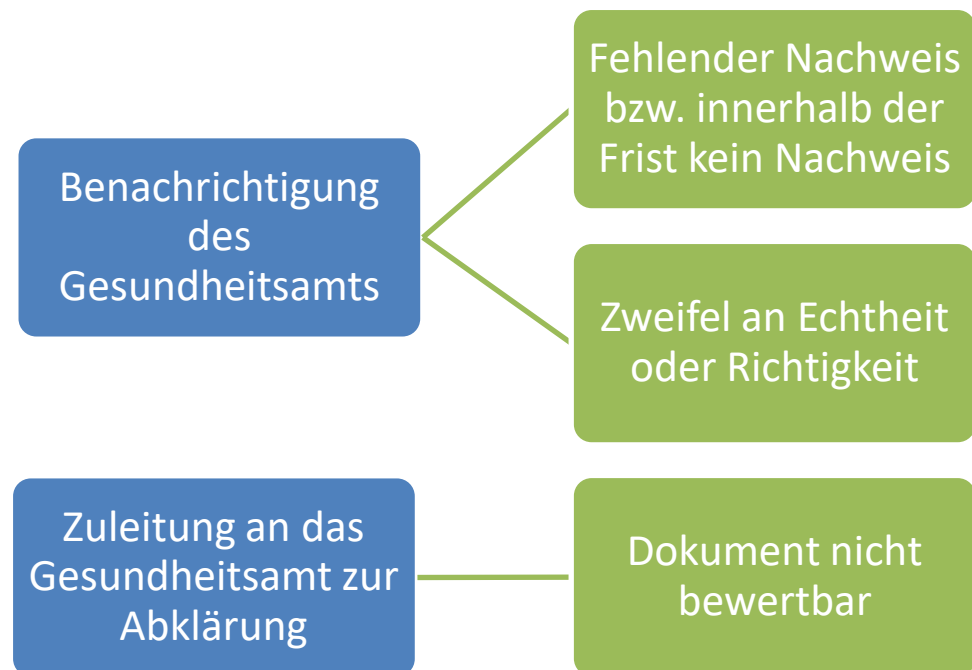 Benachrichtigung
des
Gesundheitsamts
Fehlender Nachweis
bzw. innerhalb der
Frist kein Nachweis
Zweifel an Echtheit
oder Richtigkeit
Zuleitung an das
Gesundheitsamt zur
Abklärung
Dokument nicht
bewertbar